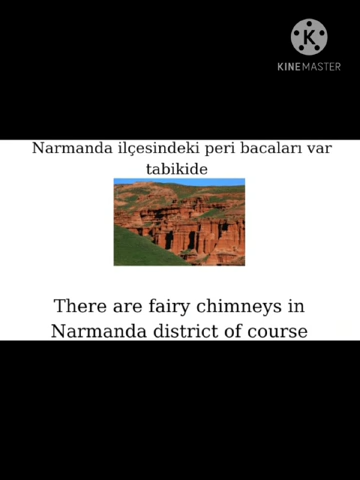 KINEMASTER
Narmanda ilçesindeki peri bacaları var
tabikide
There are fairy chimneys in
Narmanda district of course